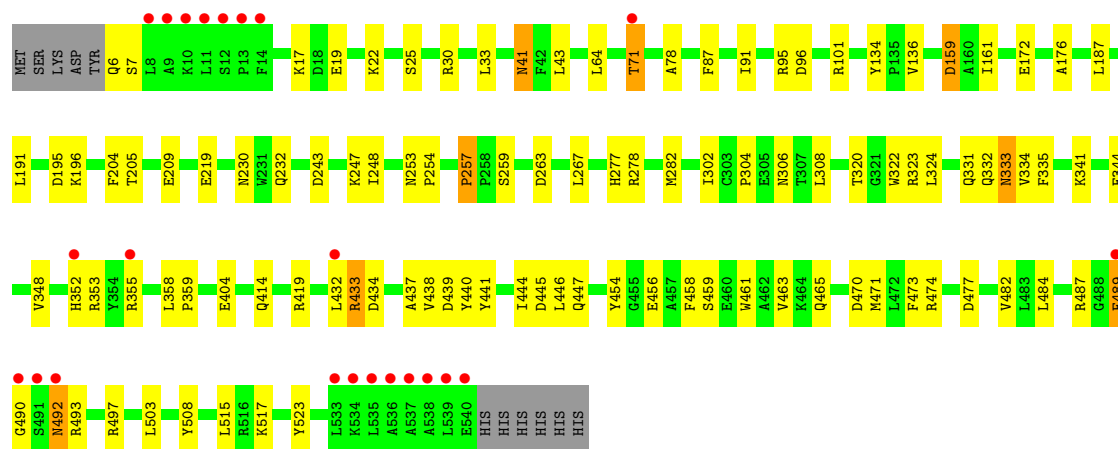 MET SER LYS ASP TYR Q6 S7 L8 A9 K10 L11 S12 P13 F14 K17 D18 E19 K22 S25 R30 L33 N41 F42 L43 L64 T71 A78 F87 I91 R95 D96 R101 Y134 P135 V136 D159 A160 I161 E172 A176 L187
L191 D195 K196 F204 T205 E209 E219 N230 W231 Q232 D243 K247 I248 N253 P254 P257 P258 S259 D263 L267 H277 R278 M282 I302 C303 P304 E305 N306 T307 L308 T320 G321 W322 R323 L324 Q331 Q332 N333 V334 F335 K341
V348 H352 R353 Y354 R355 L358 P359 E404 Q414 R419 L432 R433 D434 A437 V438 D439 Y440 Y441 I444 D445 L446 Q447 Y454 G455 E456 A457 F458 S459 E460 W461 A462 V463 K464 Q465 D470 M471 L472 F473 R474 D477 V482 L483 L484 R487 G488
G490 S491 N492 R493 R497 L503 Y508 L515 R516 K517 Y523 L533 K534 L535 A536 A537 A538 L539 E540 HIS HIS HIS HIS HIS HIS